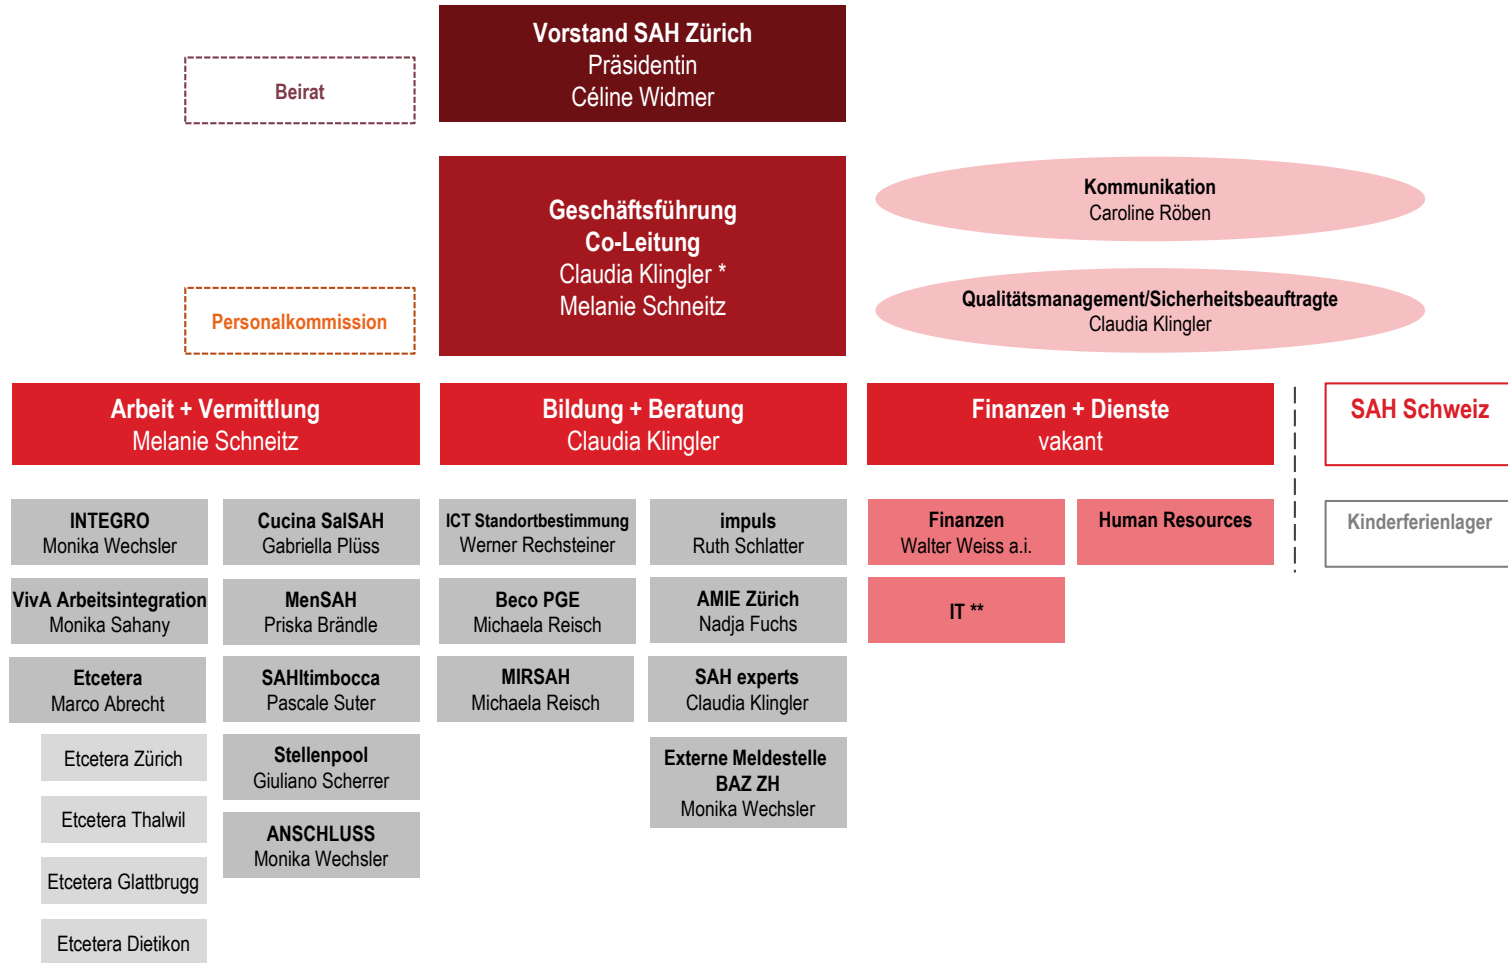 Vorstand SAH Zürich
Präsidentin
Céline Widmer
Beirat
Geschäftsführung
Co-Leitung
Claudia Klingler *
Melanie Schneitz
Kommunikation
Caroline Röben
Qualitätsmanagement/Sicherheitsbeauftragte
Claudia Klingler
Personalkommission
Arbeit + Vermittlung
Melanie Schneitz
Bildung + Beratung
Claudia Klingler
Finanzen + Dienste
vakant
SAH Schweiz
INTEGRO
Monika Wechsler
Cucina SalSAH
Gabriella Plüss
ICT Standortbestimmung
Werner Rechsteiner
impuls
Ruth Schlatter
Finanzen
Walter Weiss a.i.
Human Resources
Kinderferienlager
VivA Arbeitsintegration
Monika Sahany
MenSAH
Priska Brändle
Beco PGE
Michaela Reisch
AMIE Zürich
Nadja Fuchs
IT **
Etcetera
Marco Abrecht
SAHltimbocca
Pascale Suter
MIRSAH
Michaela Reisch
SAH experts
Claudia Klingler
Etcetera Zürich
Stellenpool
Giuliano Scherrer
Externe Meldestelle
BAZ ZH
Monika Wechsler
Etcetera Thalwil
ANSCHLUSS
Monika Wechsler
Etcetera Glattbrugg
Etcetera Dietikon